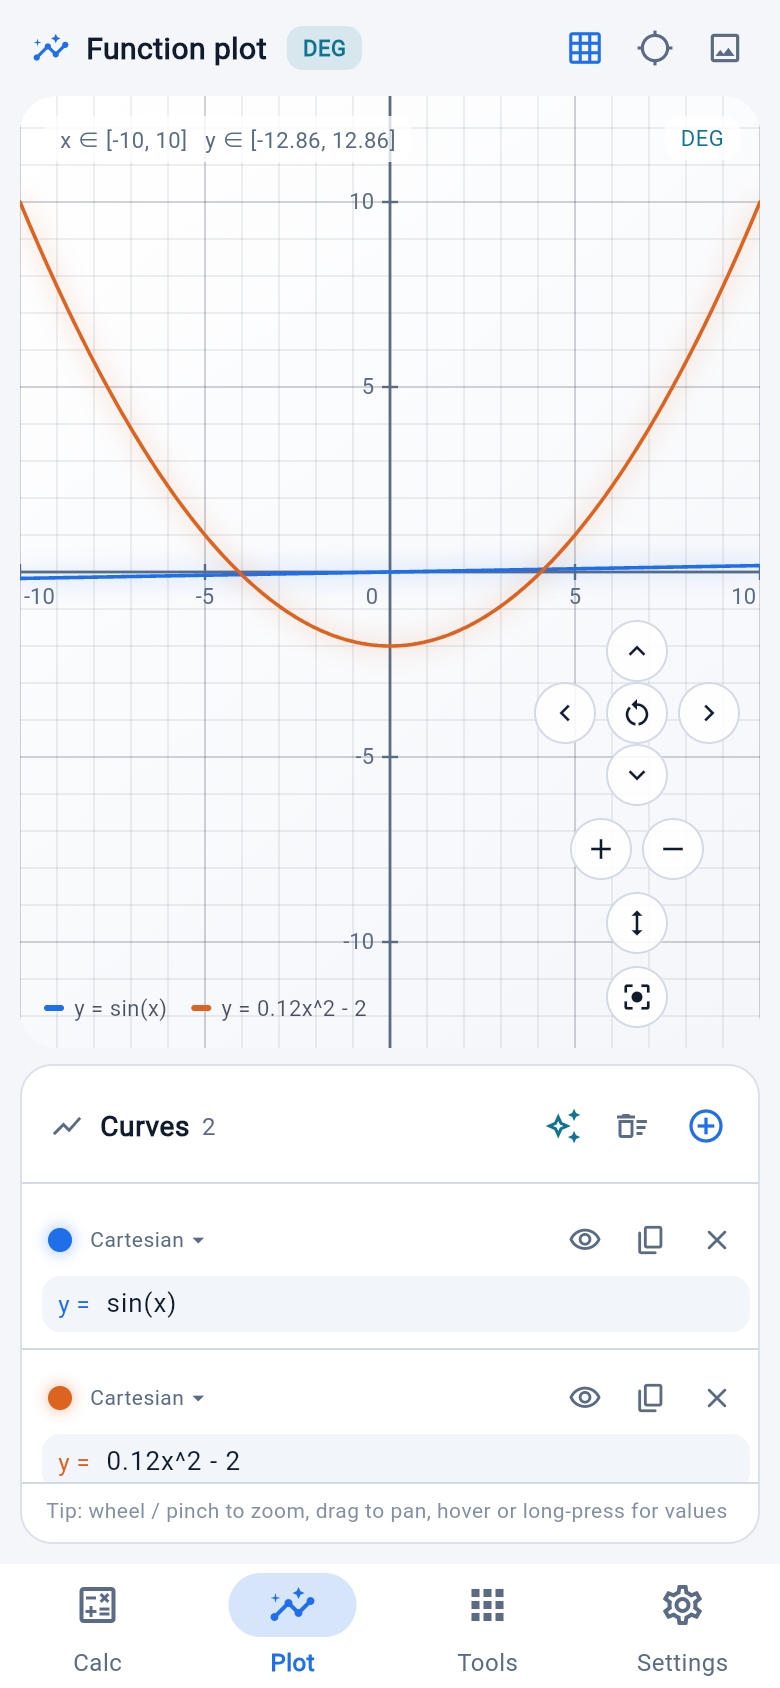 Function plot DEG
x ∈ [-10, 10] y ∈ [-12.86, 12.86] DEG
10
5
-10 -5 0 5 10
-5
-10
y = sin(x) y = 0.12x^2 - 2
Curves 2
Cartesian
y = sin(x)
Cartesian
y = 0.12x^2 - 2
Tip: wheel / pinch to zoom, drag to pan, hover or long-press for values
Calc Plot Tools Settings